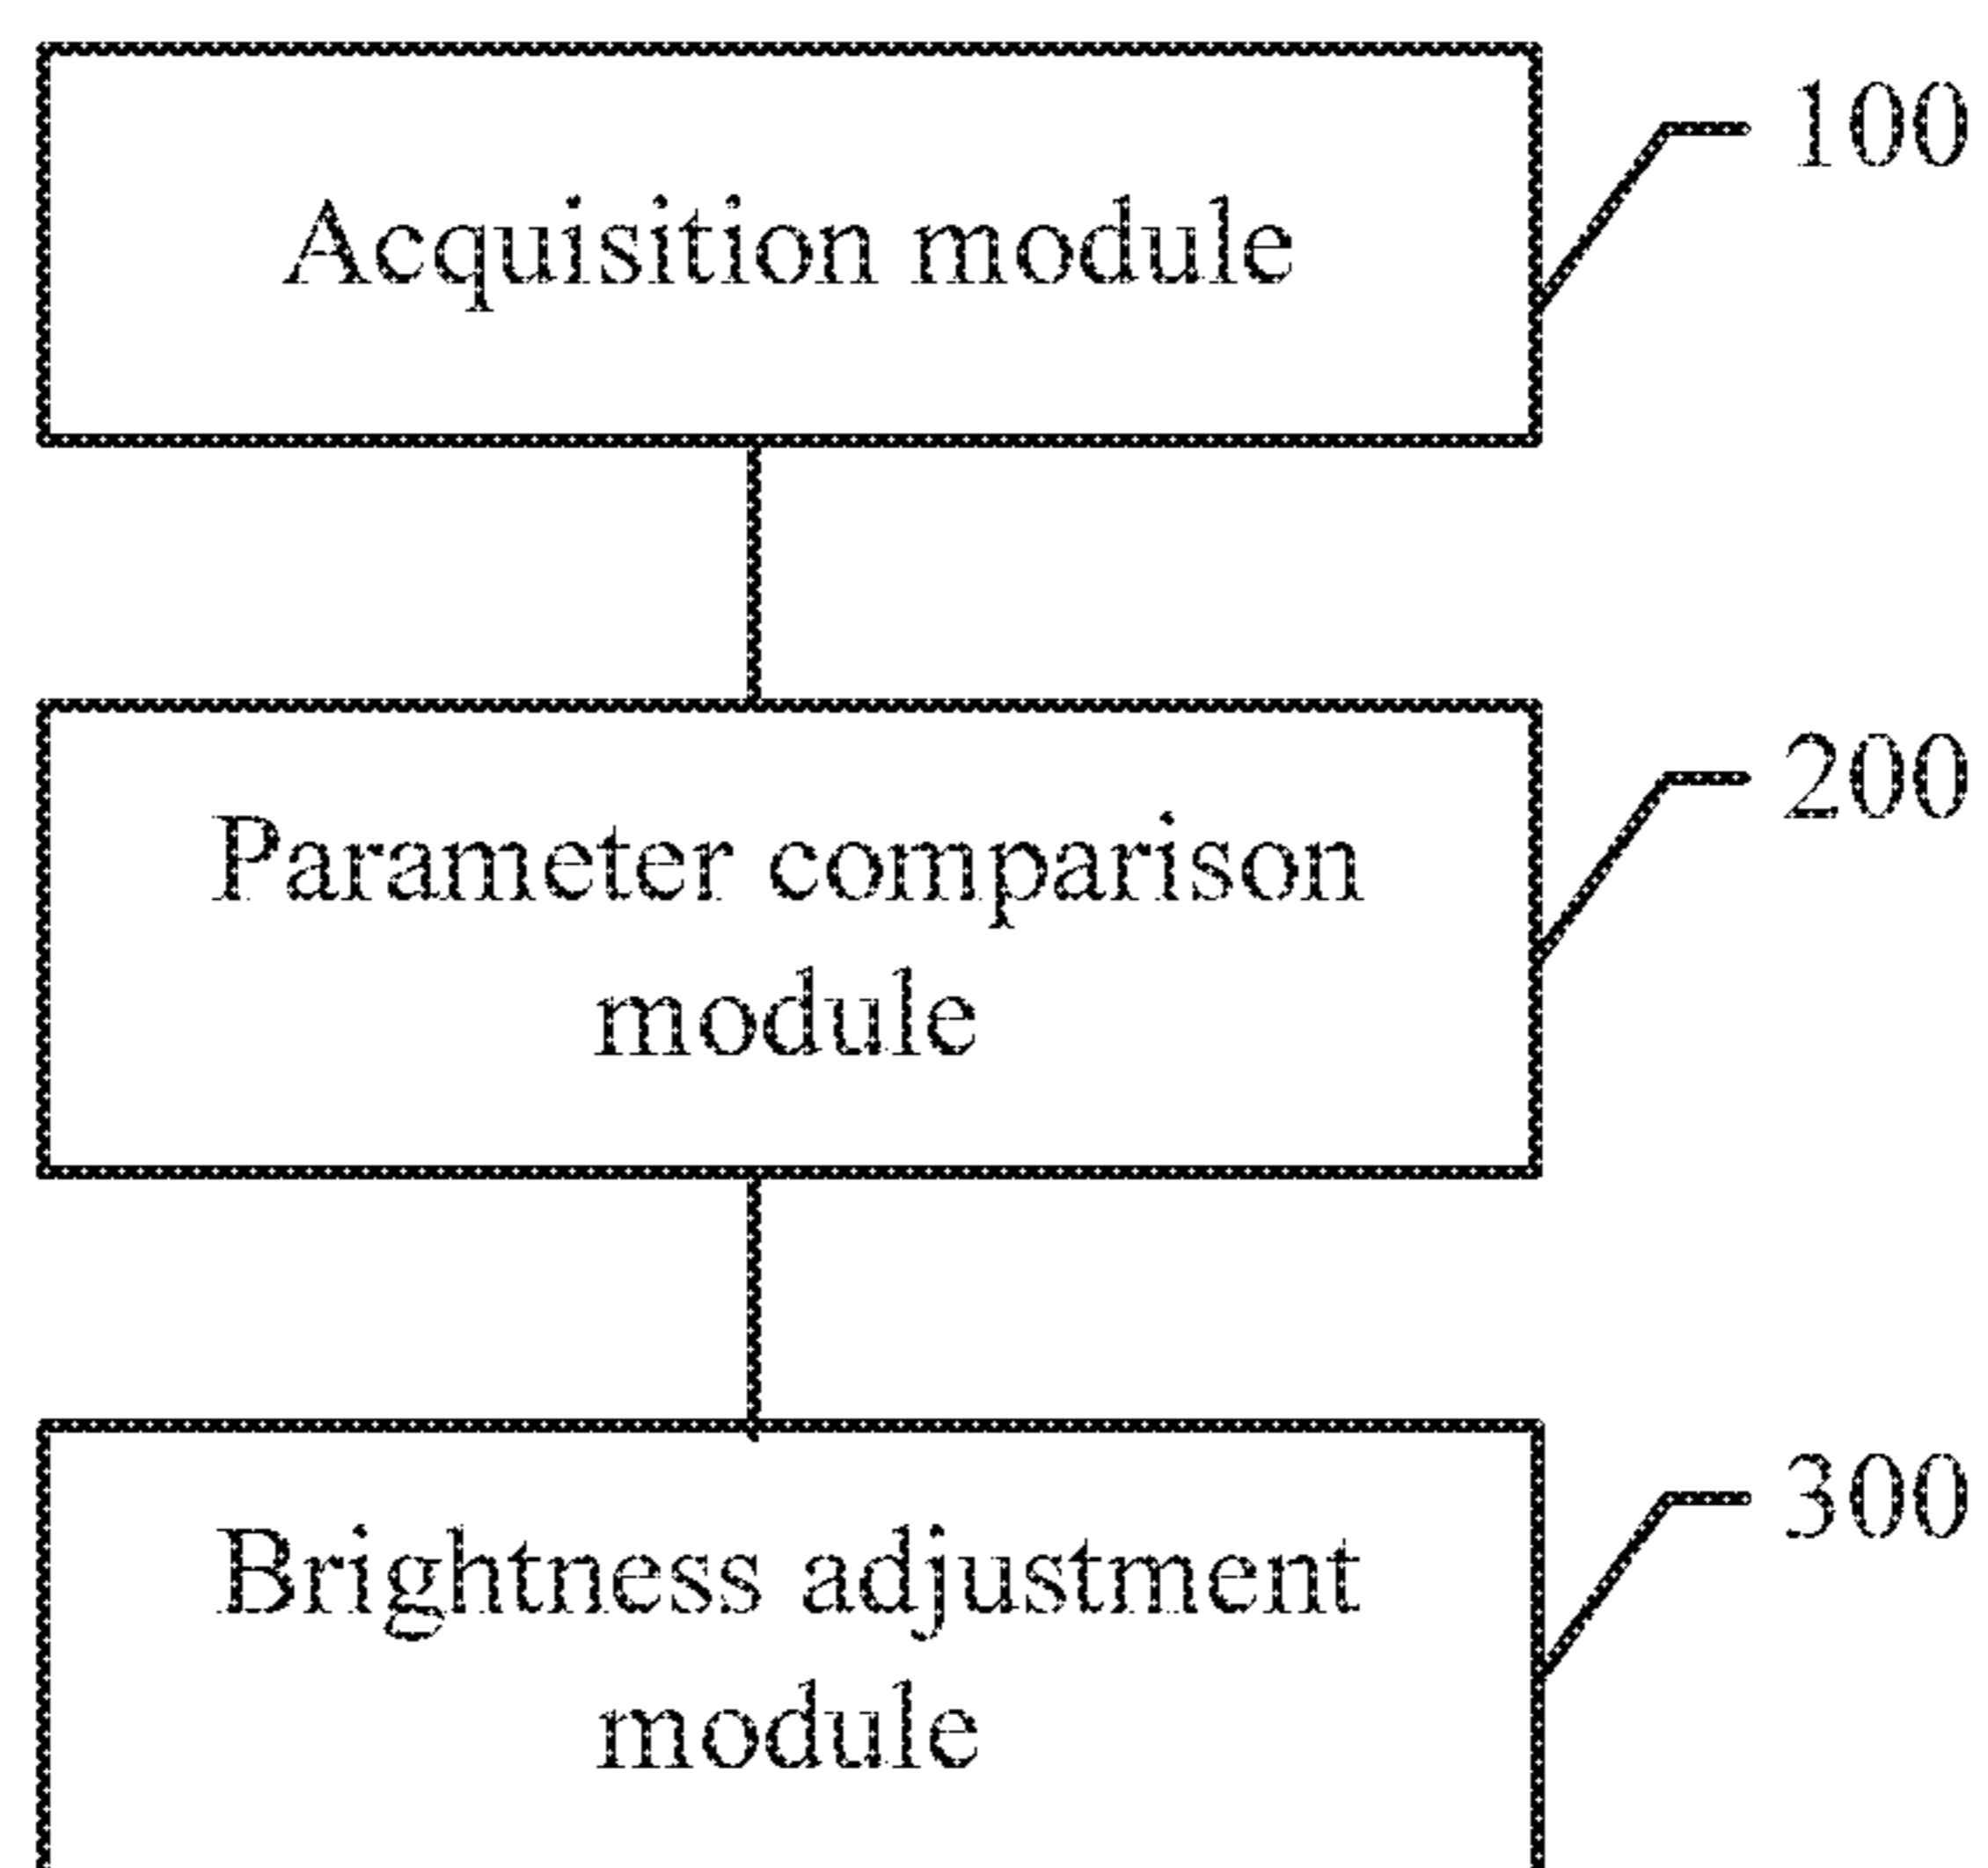 Acquisition module
100
Parameter comparison
module
200
Brightness adjustment
module
300